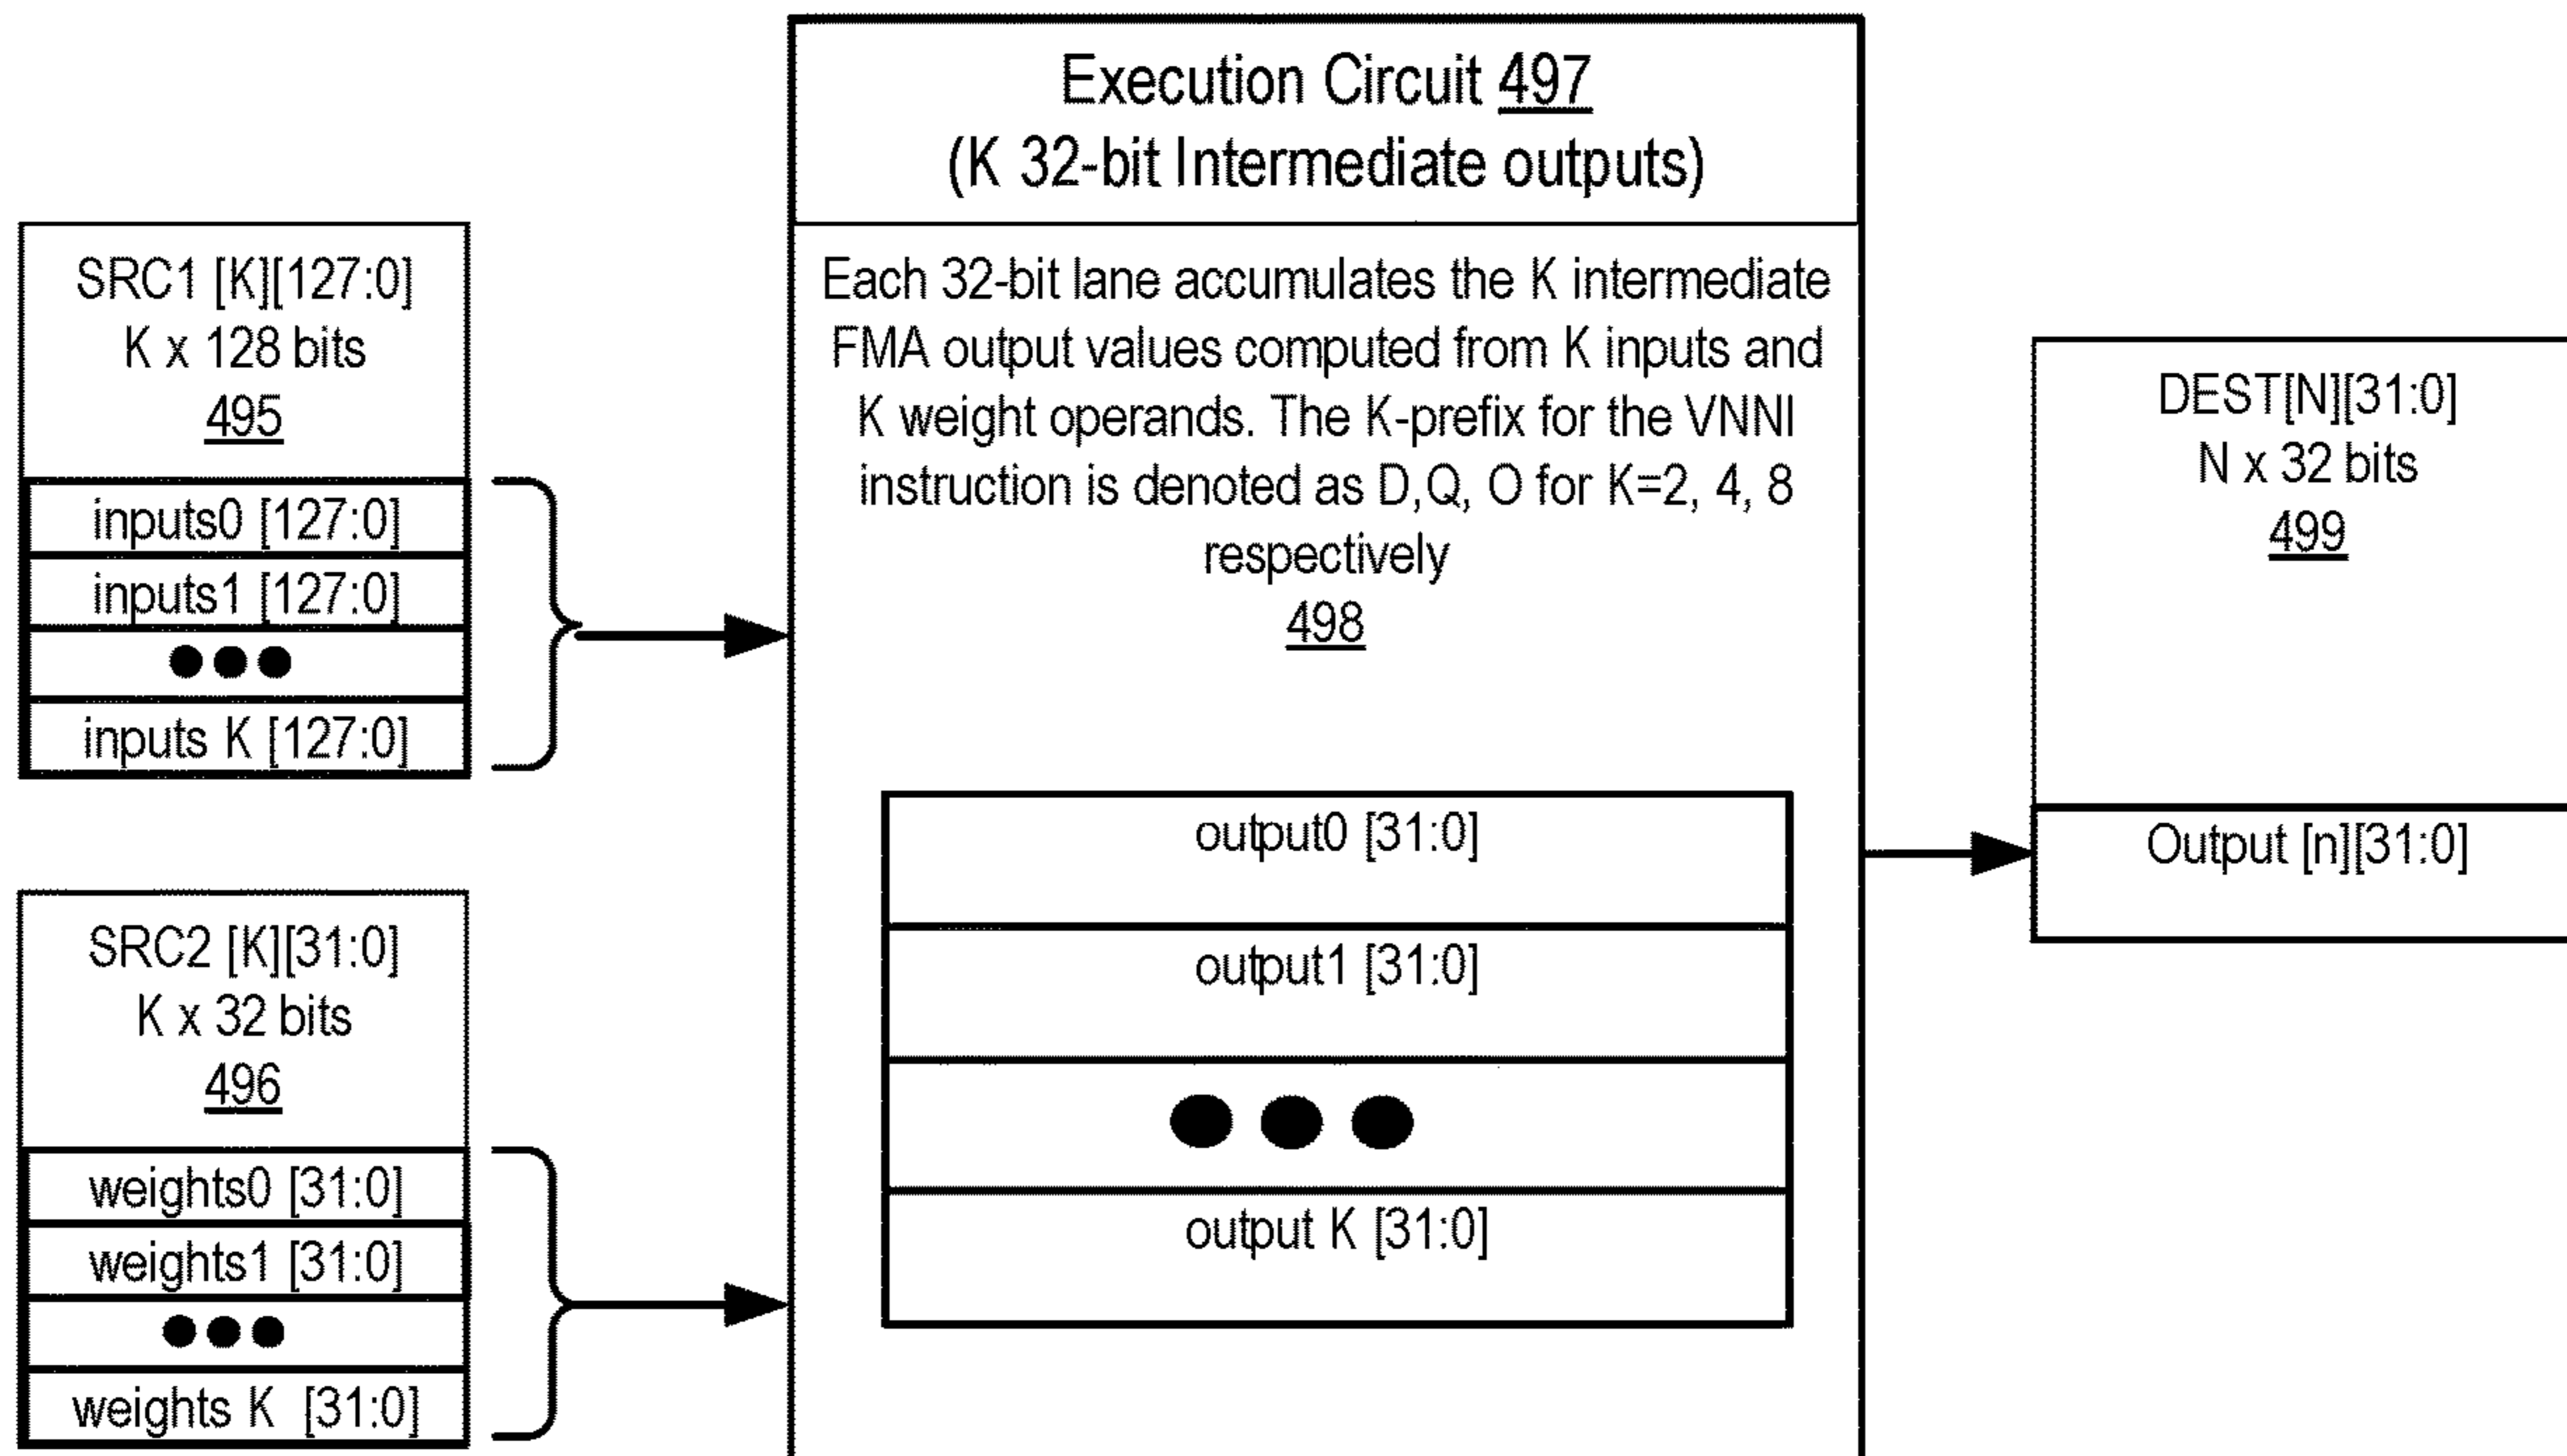 SRC1 [K][127:0]
K x 128 bits
495
inputs0 [127:0]
inputs1 [127:0]
inputs K [127:0]
SRC2 [K][31:0]
K x 32 bits
496
weights0 [31:0]
weights1 [31:0]
weights K [31:0]
Execution Circuit 497
(K 32-bit Intermediate outputs)
Each 32-bit lane accumulates the K intermediate
FMA output values computed from K inputs and
K weight operands. The K-prefix for the VNNI
instruction is denoted as D,Q, O for K=2, 4, 8
respectively
498
output0 [31:0]
output1 [31:0]
output K [31:0]
DEST[N][31:0]
N x 32 bits
499
Output [n][31:0]